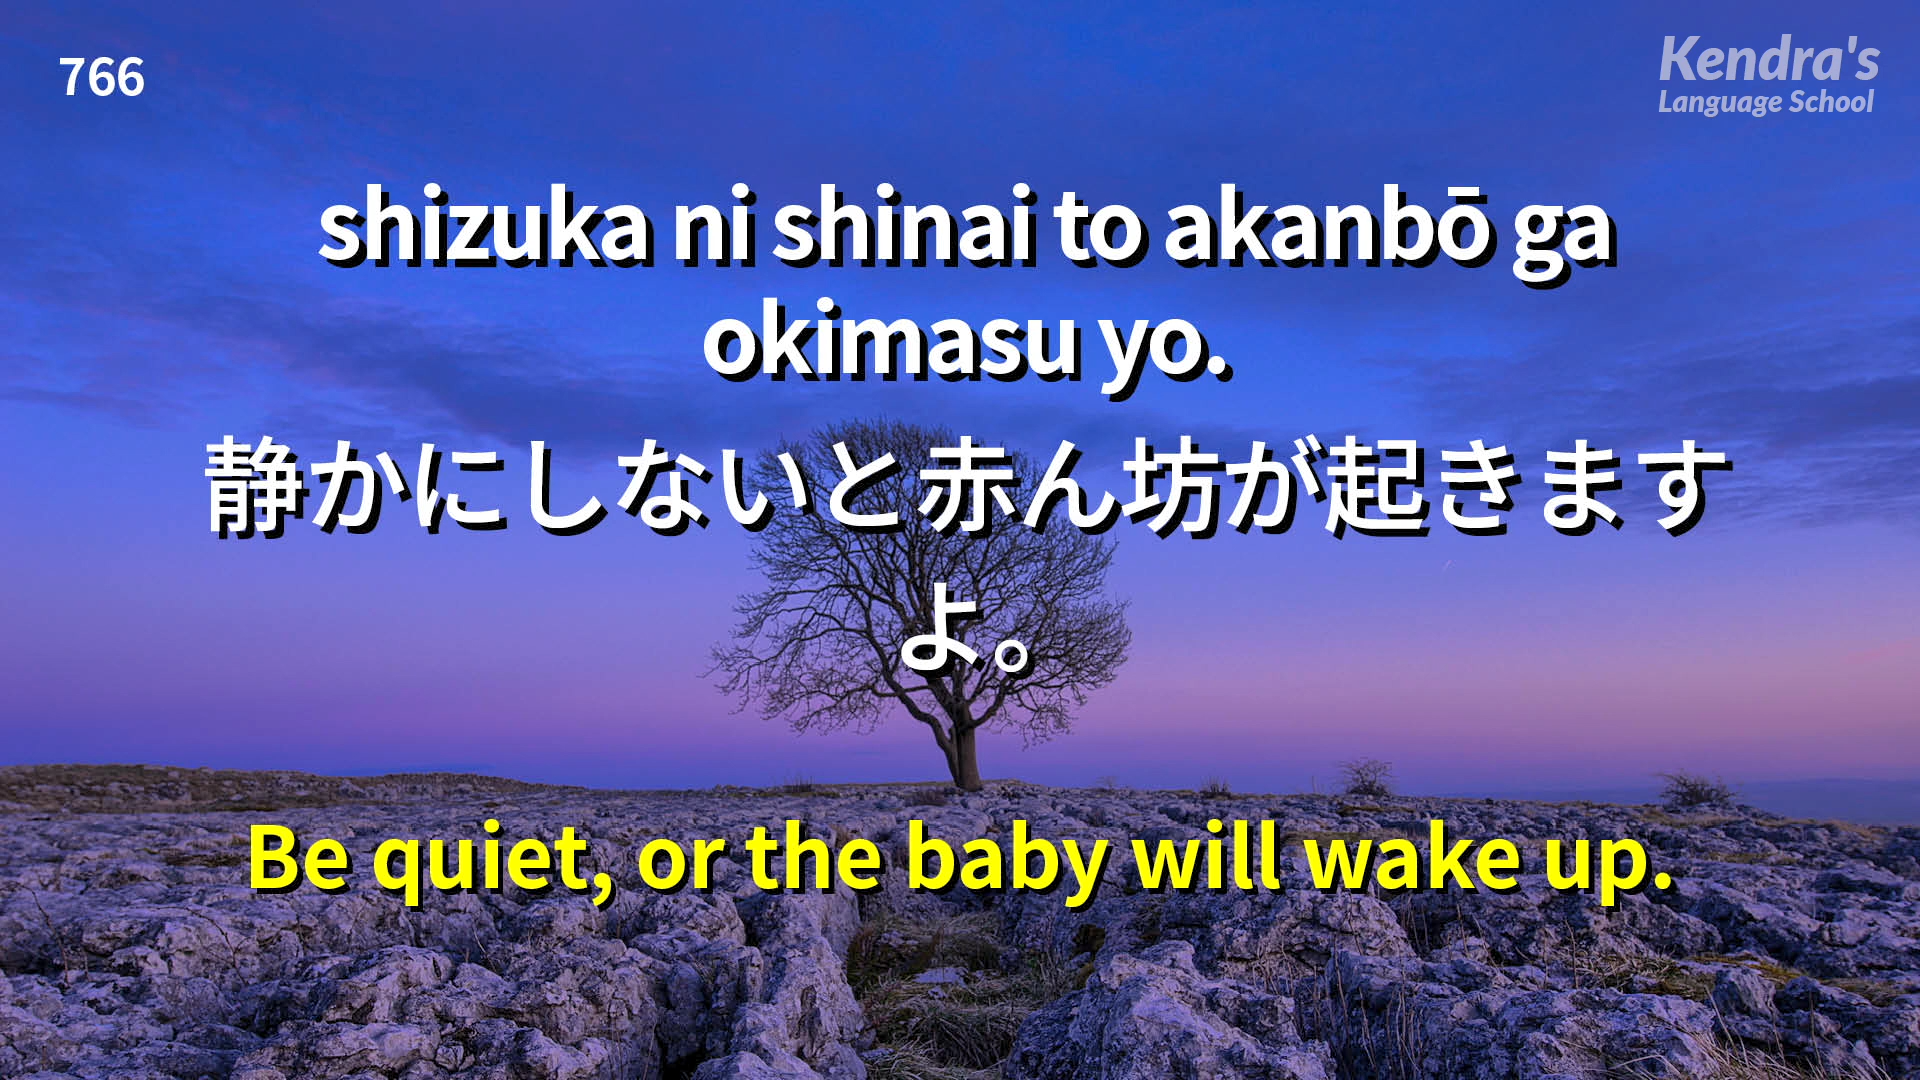 766
Kendra's
Language School
shizuka ni shinai to akanbō ga
okimasu yo.
静かにしないと赤ん坊が起きます
よ。
Be quiet, or the baby will wake up.